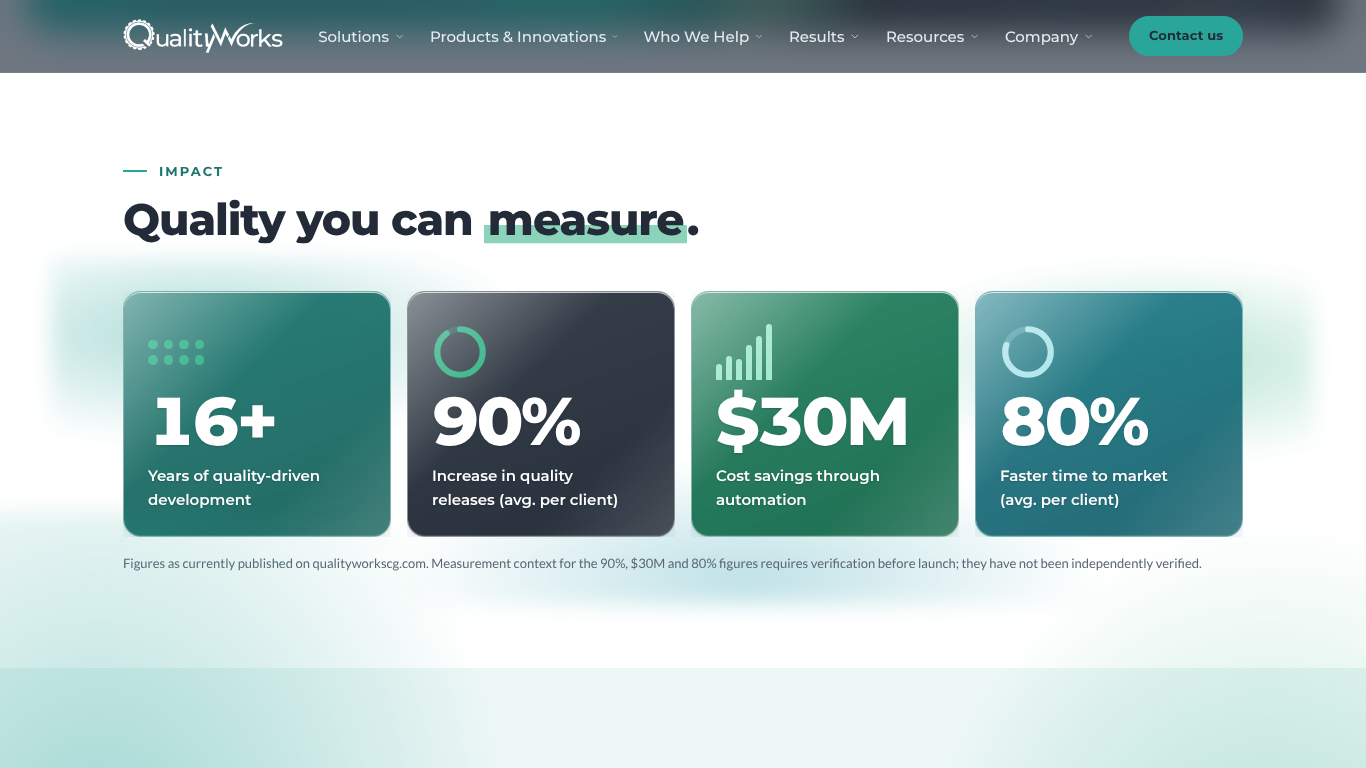 QualityWorks
Solutions
Products & Innovations
Who We Help
Results
Resources
Company
Contact us
IMPACT
Quality you can measure.
16+
Years of quality-driven
development
90%
Increase in quality
releases (avg. per client)
$30M
Cost savings through
automation
80%
Faster time to market
(avg. per client)
Figures as currently published on qualityworkscg.com. Measurement context for the 90%, $30M and 80% figures requires verification before launch; they have not been independently verified.